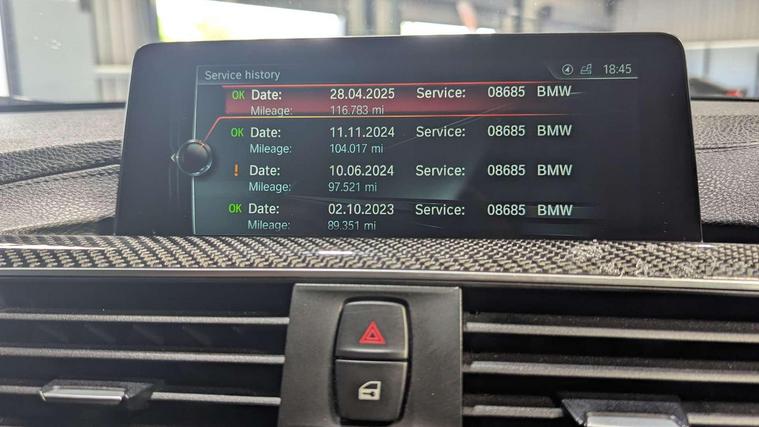 Service history
18:45
OK Date: 28.04.2025 Service: 08685 BMW
Mileage: 116.783 mi
OK Date: 11.11.2024 Service: 08685 BMW
Mileage: 104.017 mi
! Date: 10.06.2024 Service: 08685 BMW
Mileage: 97.521 mi
OK Date: 02.10.2023 Service: 08685 BMW
Mileage: 89.351 mi